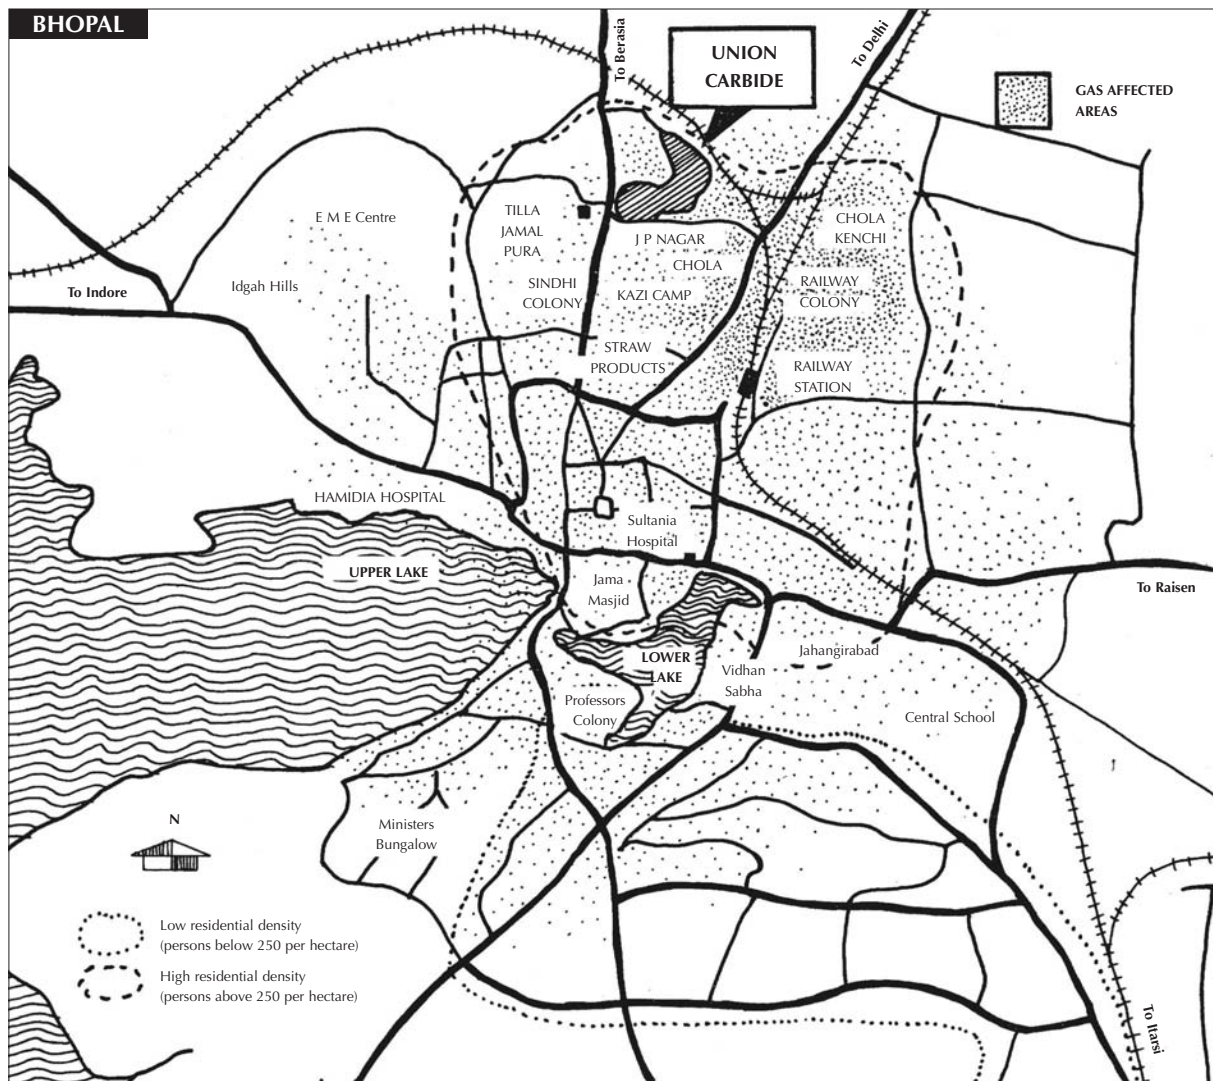 BHOPAL
To Berasia
UNION
CARBIDE
To Delhi
GAS AFFECTED
AREAS
E M E Centre
TILLA
JAMAL
PURA
CHOLA
KENCHI
J P NAGAR
CHOLA
Idgah Hills
To Indore
SINDHI
COLONY
KAZI CAMP
RAILWAY
COLONY
STRAW
PRODUCTS
RAILWAY
STATION
HAMIDIA HOSPITAL
Sultania
Hospital
UPPER LAKE
Jama
Masjid
To Raisen
LOWER
LAKE
Jahangirabad
Vidhan
Sabha
Professors
Colony
Central School
Ministers
Bungalow
N
Low residential density
(persons below 250 per hectare)
High residential density
(persons above 250 per hectare)
To Itarsi